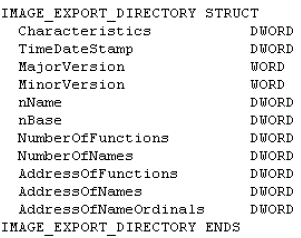 IMAGE_EXPORT_DIRECTORY STRUCT
Characteristics DWORD
TimeDateStamp DWORD
MajorVersion WORD
MinorVersion WORD
nName DWORD
nBase DWORD
NumberOfFunctions DWORD
NumberOfNames DWORD
AddressOfFunctions DWORD
AddressOfNames DWORD
AddressOfNameOrdinals DWORD
IMAGE_EXPORT_DIRECTORY ENDS